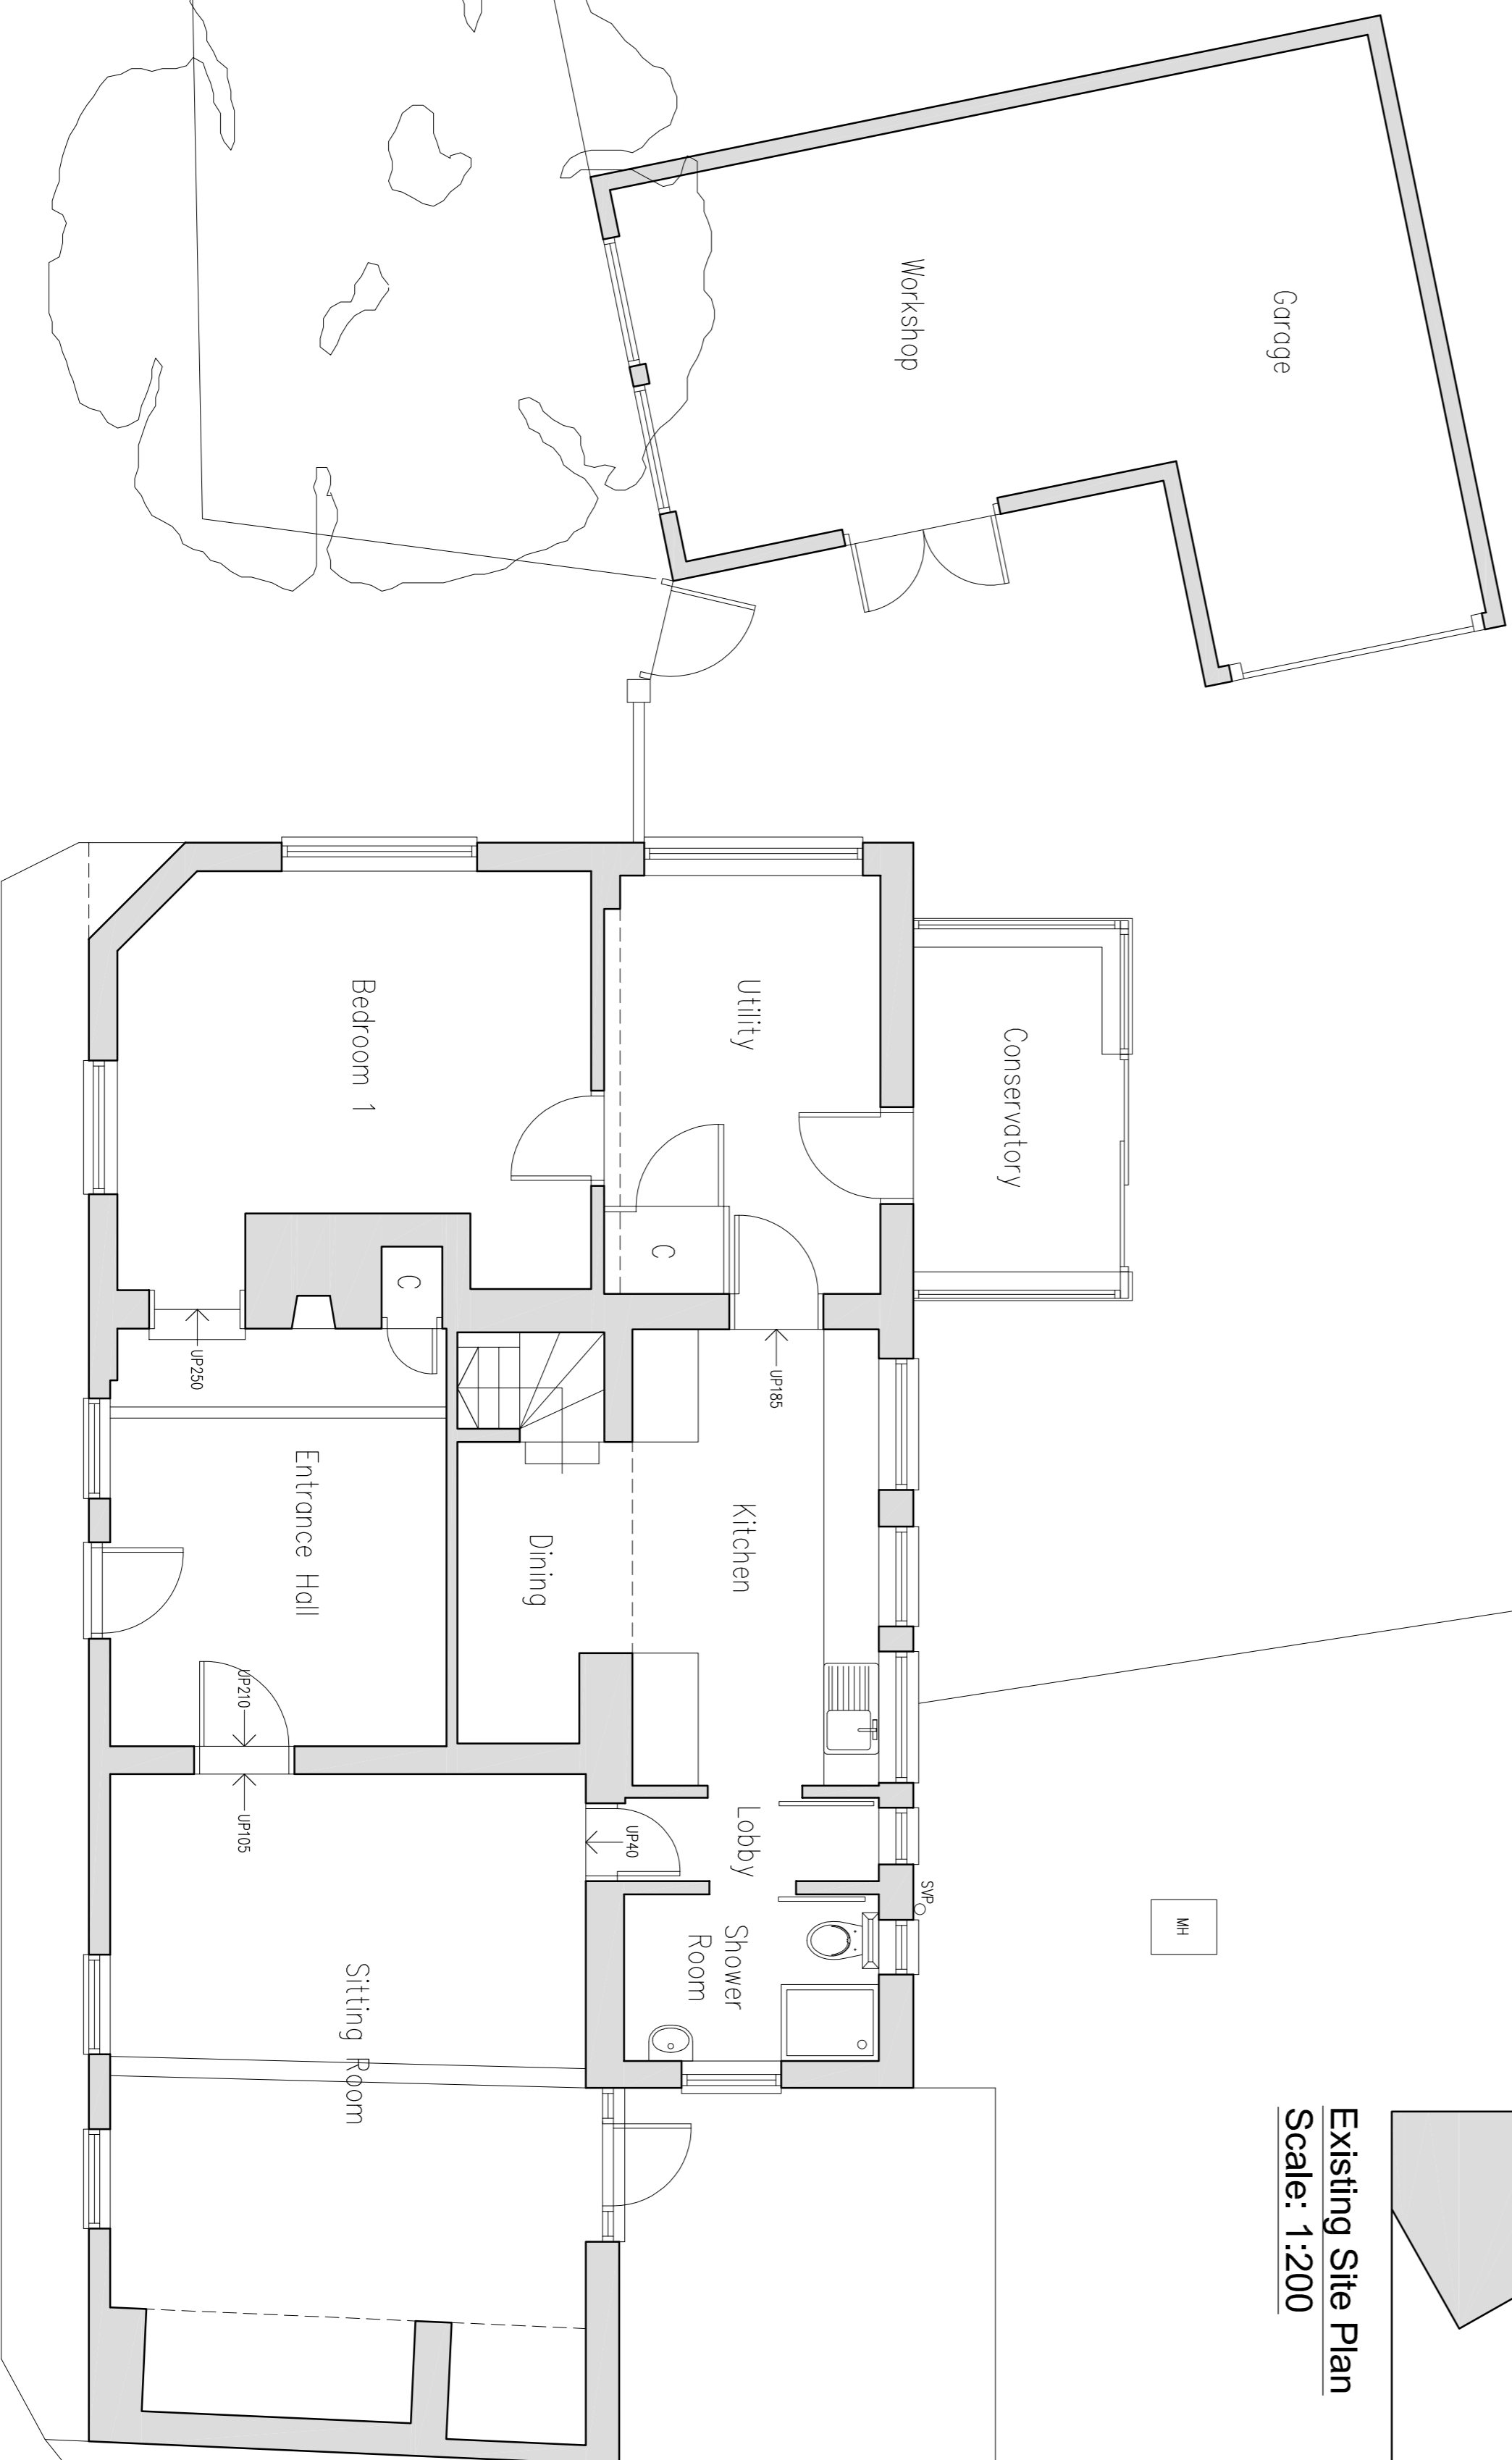 Existing Site Plan
Scale: 1:200
Garage
Workshop
MH
SVP
Conservatory
Utility
C
UP185
Kitchen
Lobby
Shower
Room
UP40
Dining
Bedroom 1
C
UP250
Entrance Hall
UP210
UP105
Sitting Room